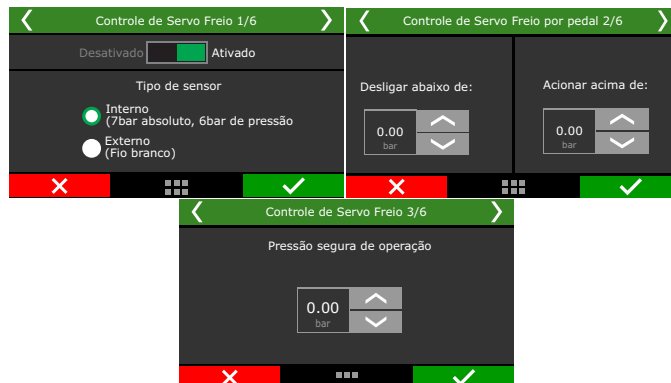 Controle de Servo Freio 1/6
Desativado Ativado
Tipo de sensor
Interno
(7bar absoluto, 6bar de pressão
Externo
(Fio branco)
Controle de Servo Freio por pedal 2/6
Desligar abaixo de:
0.00
bar
Acionar acima de:
0.00
bar
Controle de Servo Freio 3/6
Pressão segura de operação
0.00
bar